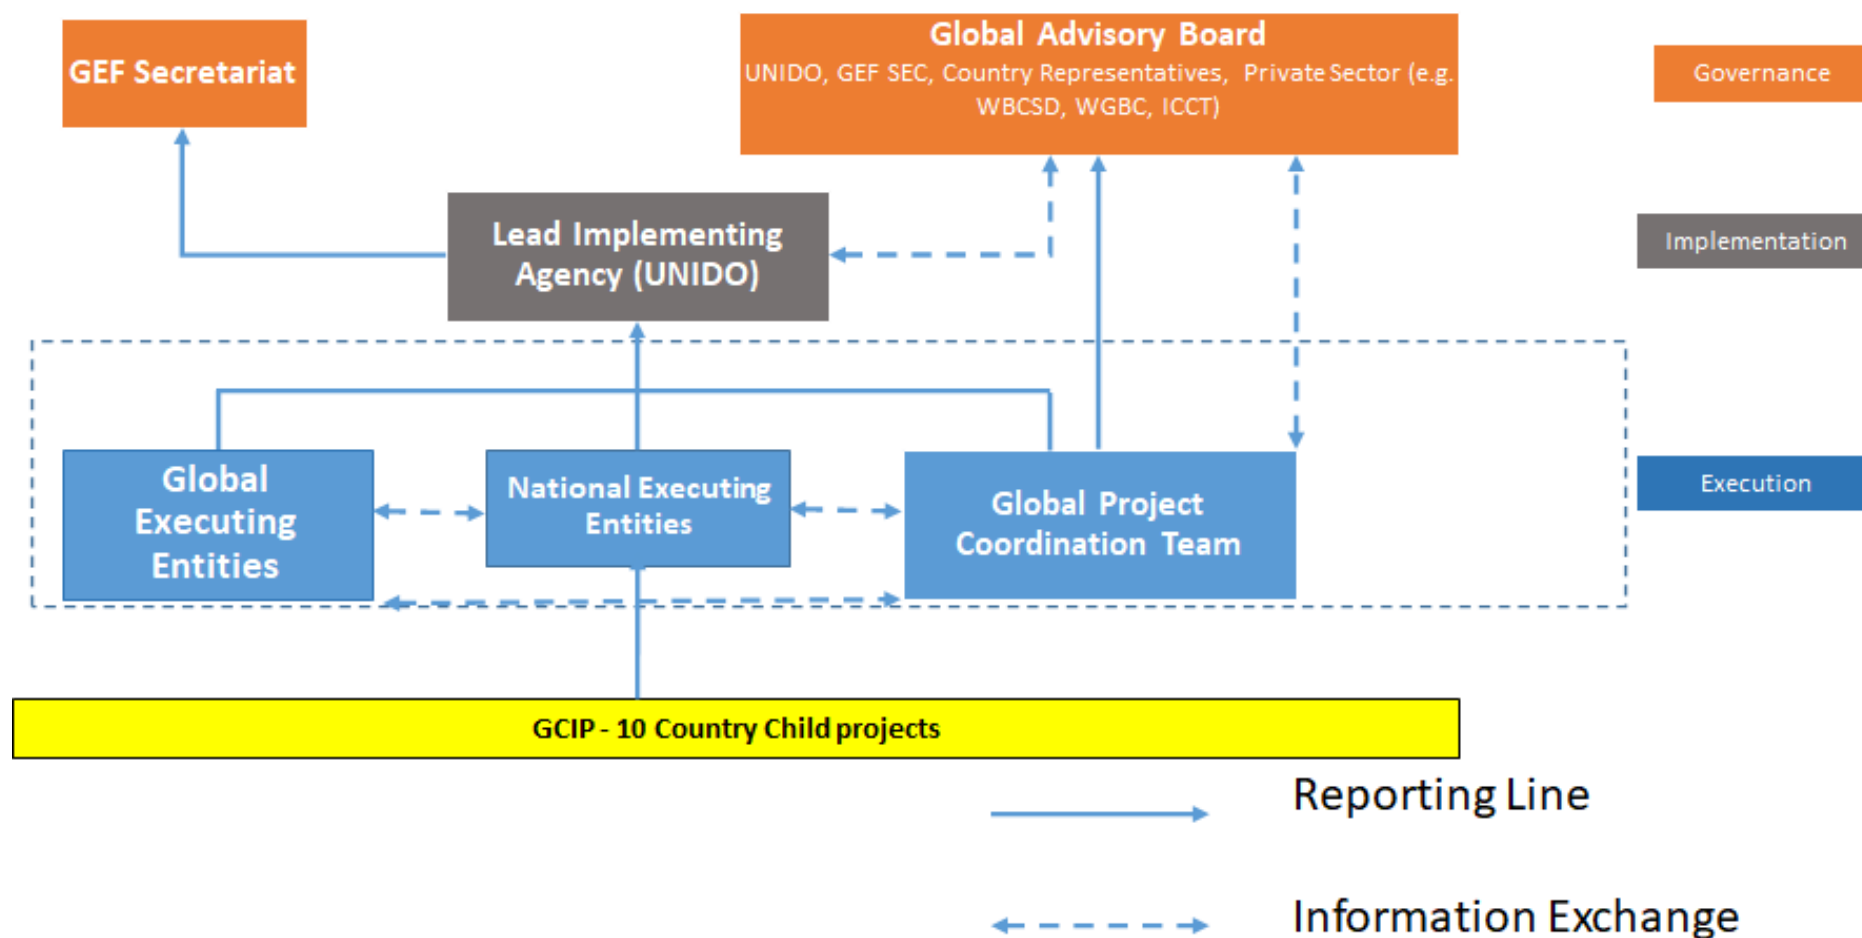 GEF Secretariat
Global Advisory Board
UNIDO, GEF SEC, Country Representatives, Private Sector (e.g.
WBCSD, WGBC, ICCT)
Governance
Lead Implementing
Agency (UNIDO)
Implementation
Global
Executing
Entities
National Executing
Entities
Global Project
Coordination Team
Execution
GCIP - 10 Country Child projects
Reporting Line
Information Exchange